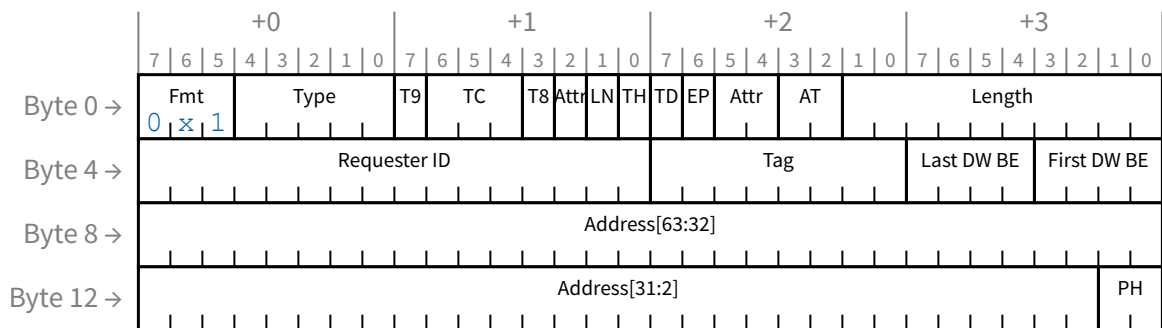 +0 +1 +2 +3
7 6 5 4 3 2 1 0 7 6 5 4 3 2 1 0 7 6 5 4 3 2 1 0 7 6 5 4 3 2 1 0
Byte 0 → Fmt Type T9 TC T8 Attr LN TH TD EP Attr AT Length
0 x 1
Byte 4 → Requester ID Tag Last DW BE First DW BE
Byte 8 → Address[63:32]
Byte 12 → Address[31:2] PH